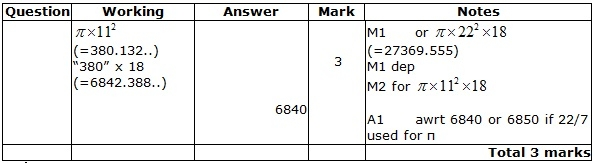 Question Working Answer Mark Notes
π×11²
(=380.132..)
“380” x 18
(=6842.388..)
6840
3
M1 or π×22²×18
(=27369.555)
M1 dep
M2 for π×11²×18
A1 awrt 6840 or 6850 if 22/7
used for п
Total 3 marks